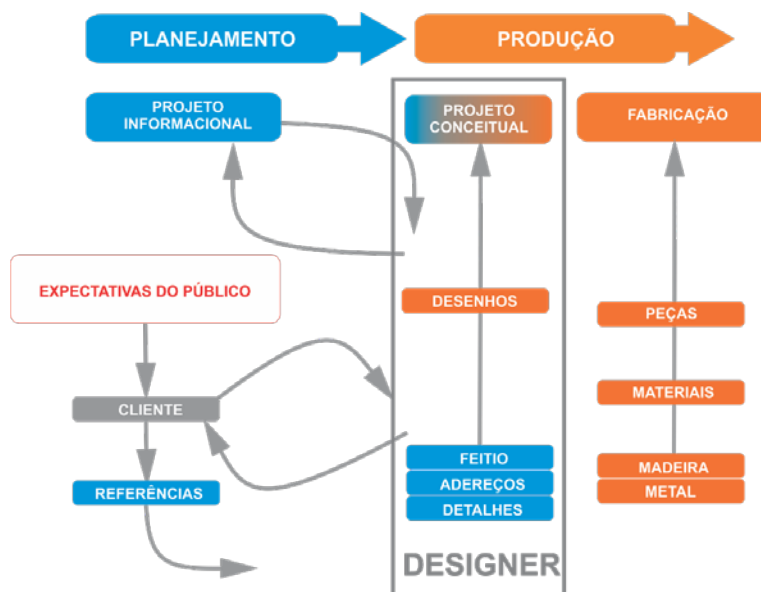 PLANEJAMENTO
PRODUÇÃO
PROJETO
INFORMACIONAL
PROJETO
CONCEITUAL
FABRICAÇÃO
EXPECTATIVAS DO PÚBLICO
DESENHOS
PEÇAS
CLIENTE
MATERIAIS
REFERÊNCIAS
FEITIO
ADEREÇOS
DETALHES
MADEIRA
METAL
DESIGNER